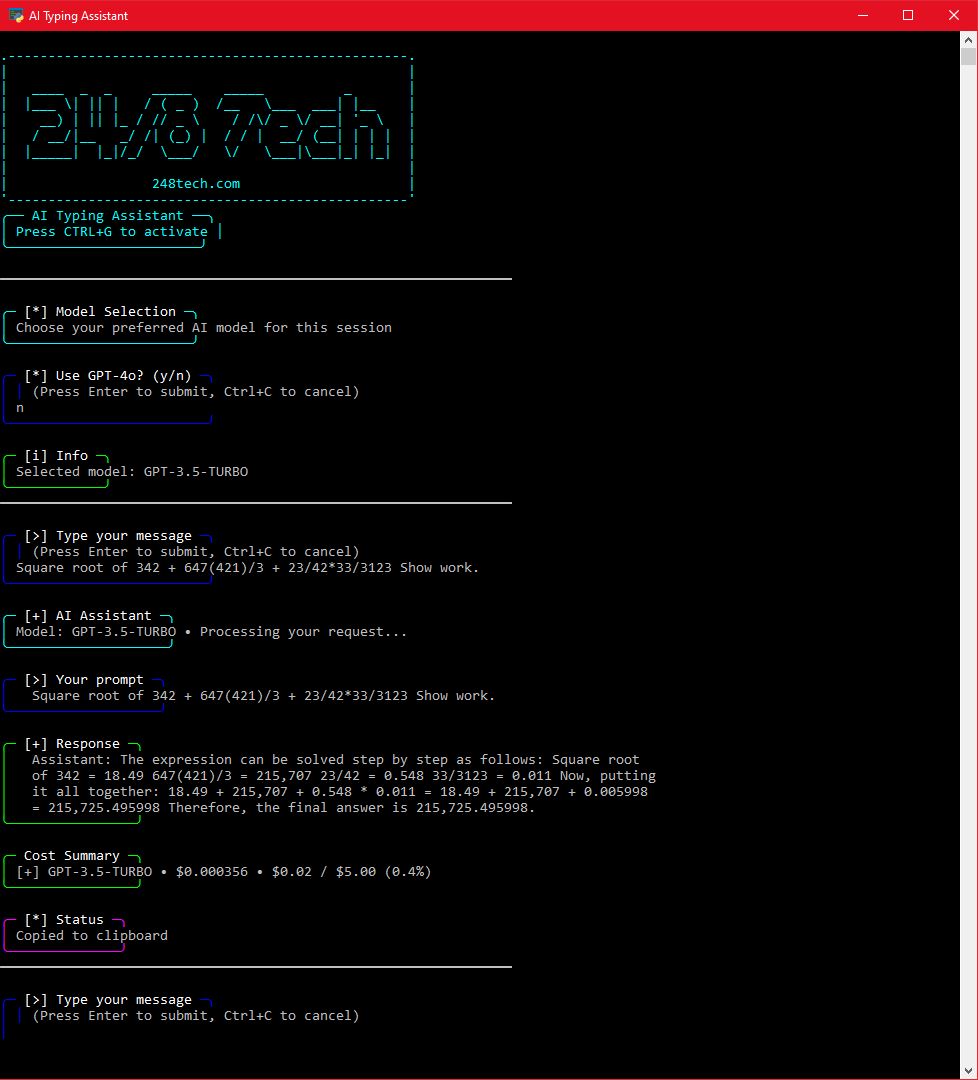 AI Typing Assistant
24/8 Tech
248tech.com
AI Typing Assistant
Press CTRL+G to activate
[*] Model Selection
Choose your preferred AI model for this session
[*] Use GPT-4o? (y/n)
(Press Enter to submit, Ctrl+C to cancel)
n
[i] Info
Selected model: GPT-3.5-TURBO
[>] Type your message
(Press Enter to submit, Ctrl+C to cancel)
Square root of 342 + 647(421)/3 + 23/42*33/3123 Show work.
[+] AI Assistant
Model: GPT-3.5-TURBO • Processing your request...
[>] Your prompt
Square root of 342 + 647(421)/3 + 23/42*33/3123 Show work.
[+] Response
Assistant: The expression can be solved step by step as follows: Square root
of 342 = 18.49 647(421)/3 = 215,707 23/42 = 0.548 33/3123 = 0.011 Now, putting
it all together: 18.49 + 215,707 + 0.548 * 0.011 = 18.49 + 215,707 + 0.005998
= 215,725.495998 Therefore, the final answer is 215,725.495998.
Cost Summary
[+] GPT-3.5-TURBO • $0.000356 • $0.02 / $5.00 (0.4%)
[*] Status
Copied to clipboard
[>] Type your message
(Press Enter to submit, Ctrl+C to cancel)